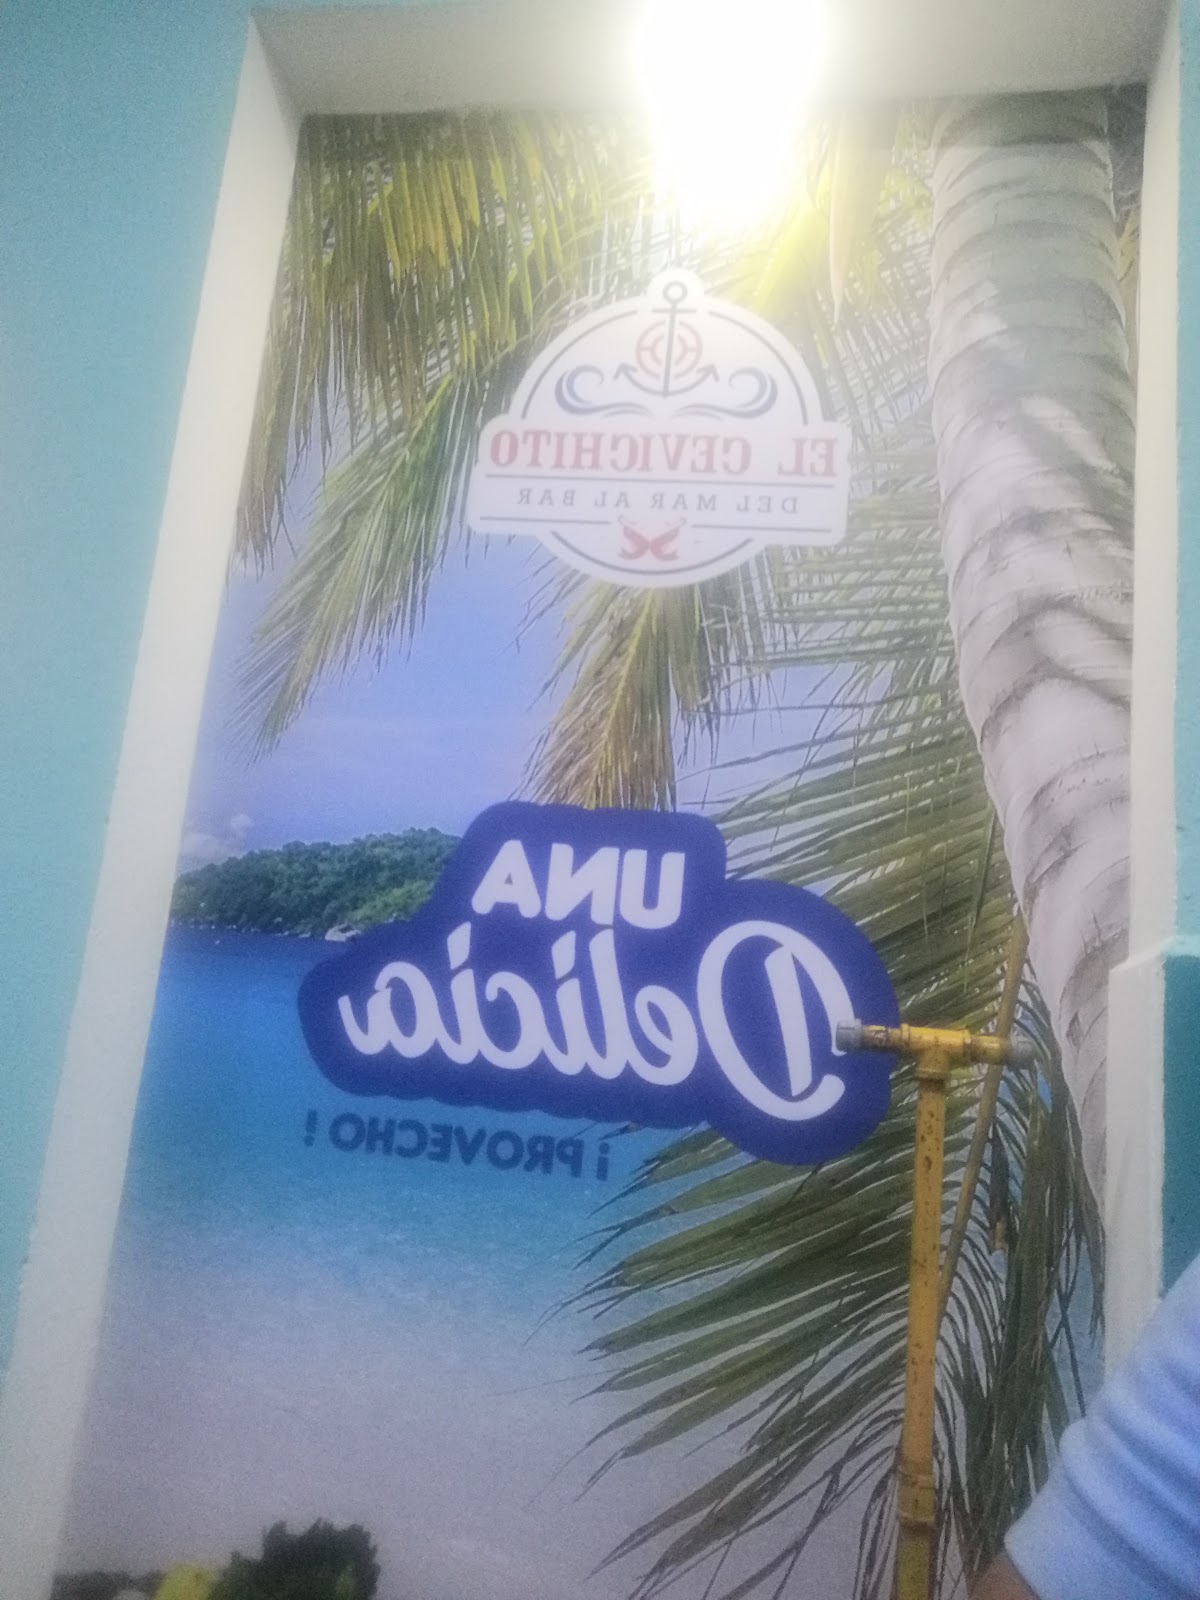 EL CEVICHITO
DEL MAR AL BAR
UNA
Delicia
¡ PROVECHO !